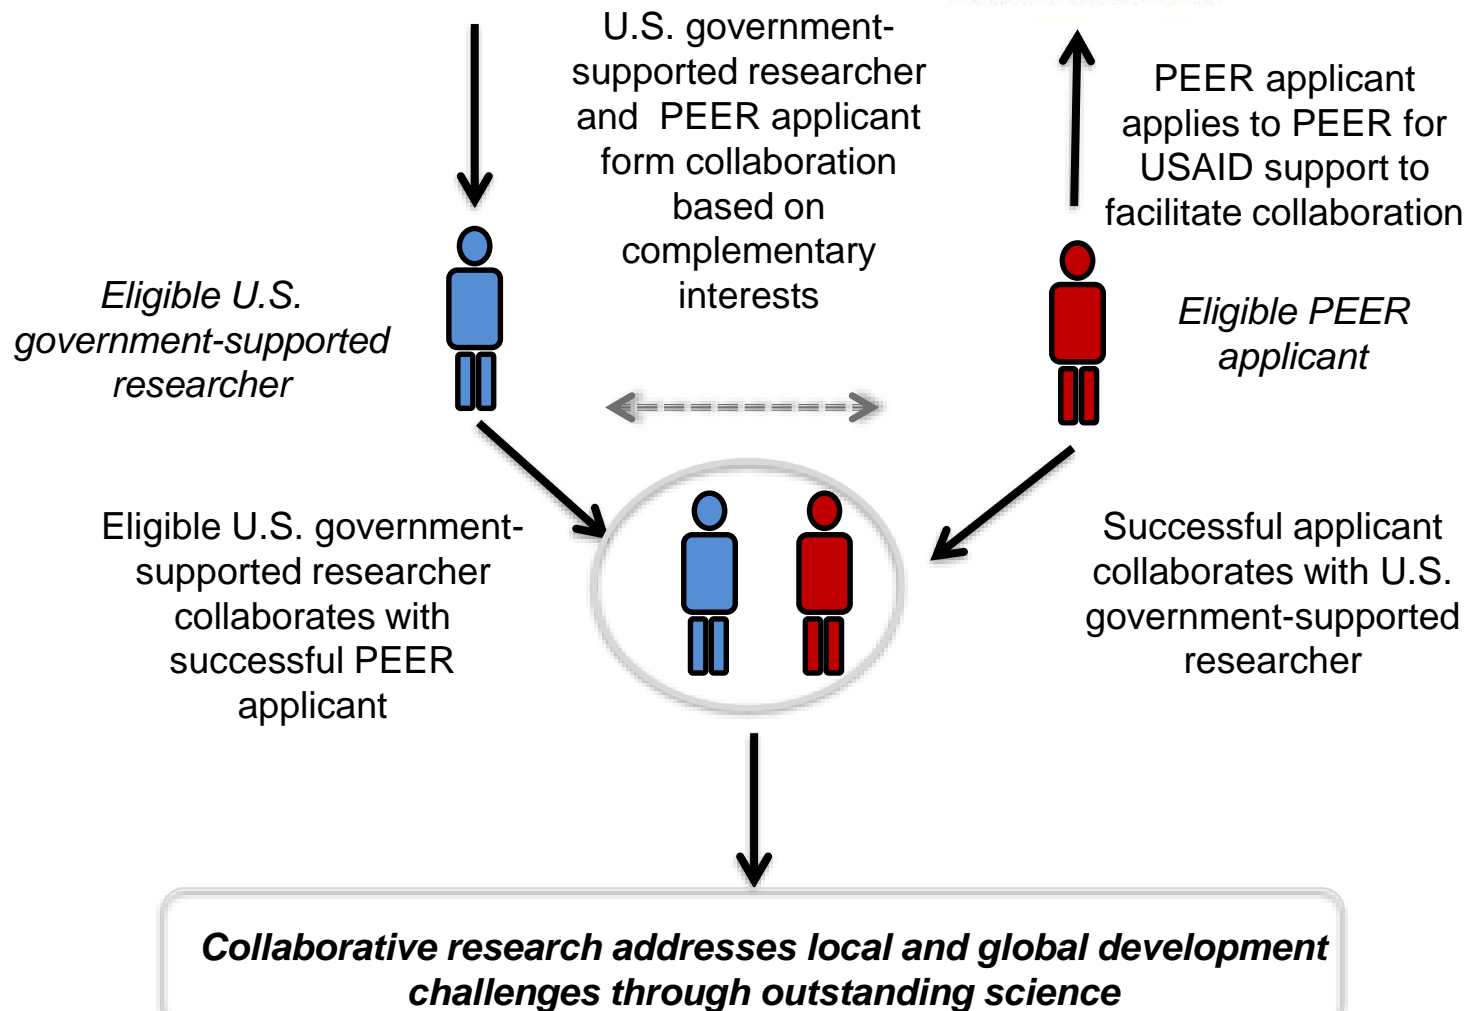 U.S. government-
supported researcher
and PEER applicant
form collaboration
based on
complementary
interests
PEER applicant
applies to PEER for
USAID support to
facilitate collaboration
Eligible U.S.
government-supported
researcher
Eligible PEER
applicant
Eligible U.S. government-
supported researcher
collaborates with
successful PEER
applicant
Successful applicant
collaborates with U.S.
government-supported
researcher
Collaborative research addresses local and global development
challenges through outstanding science